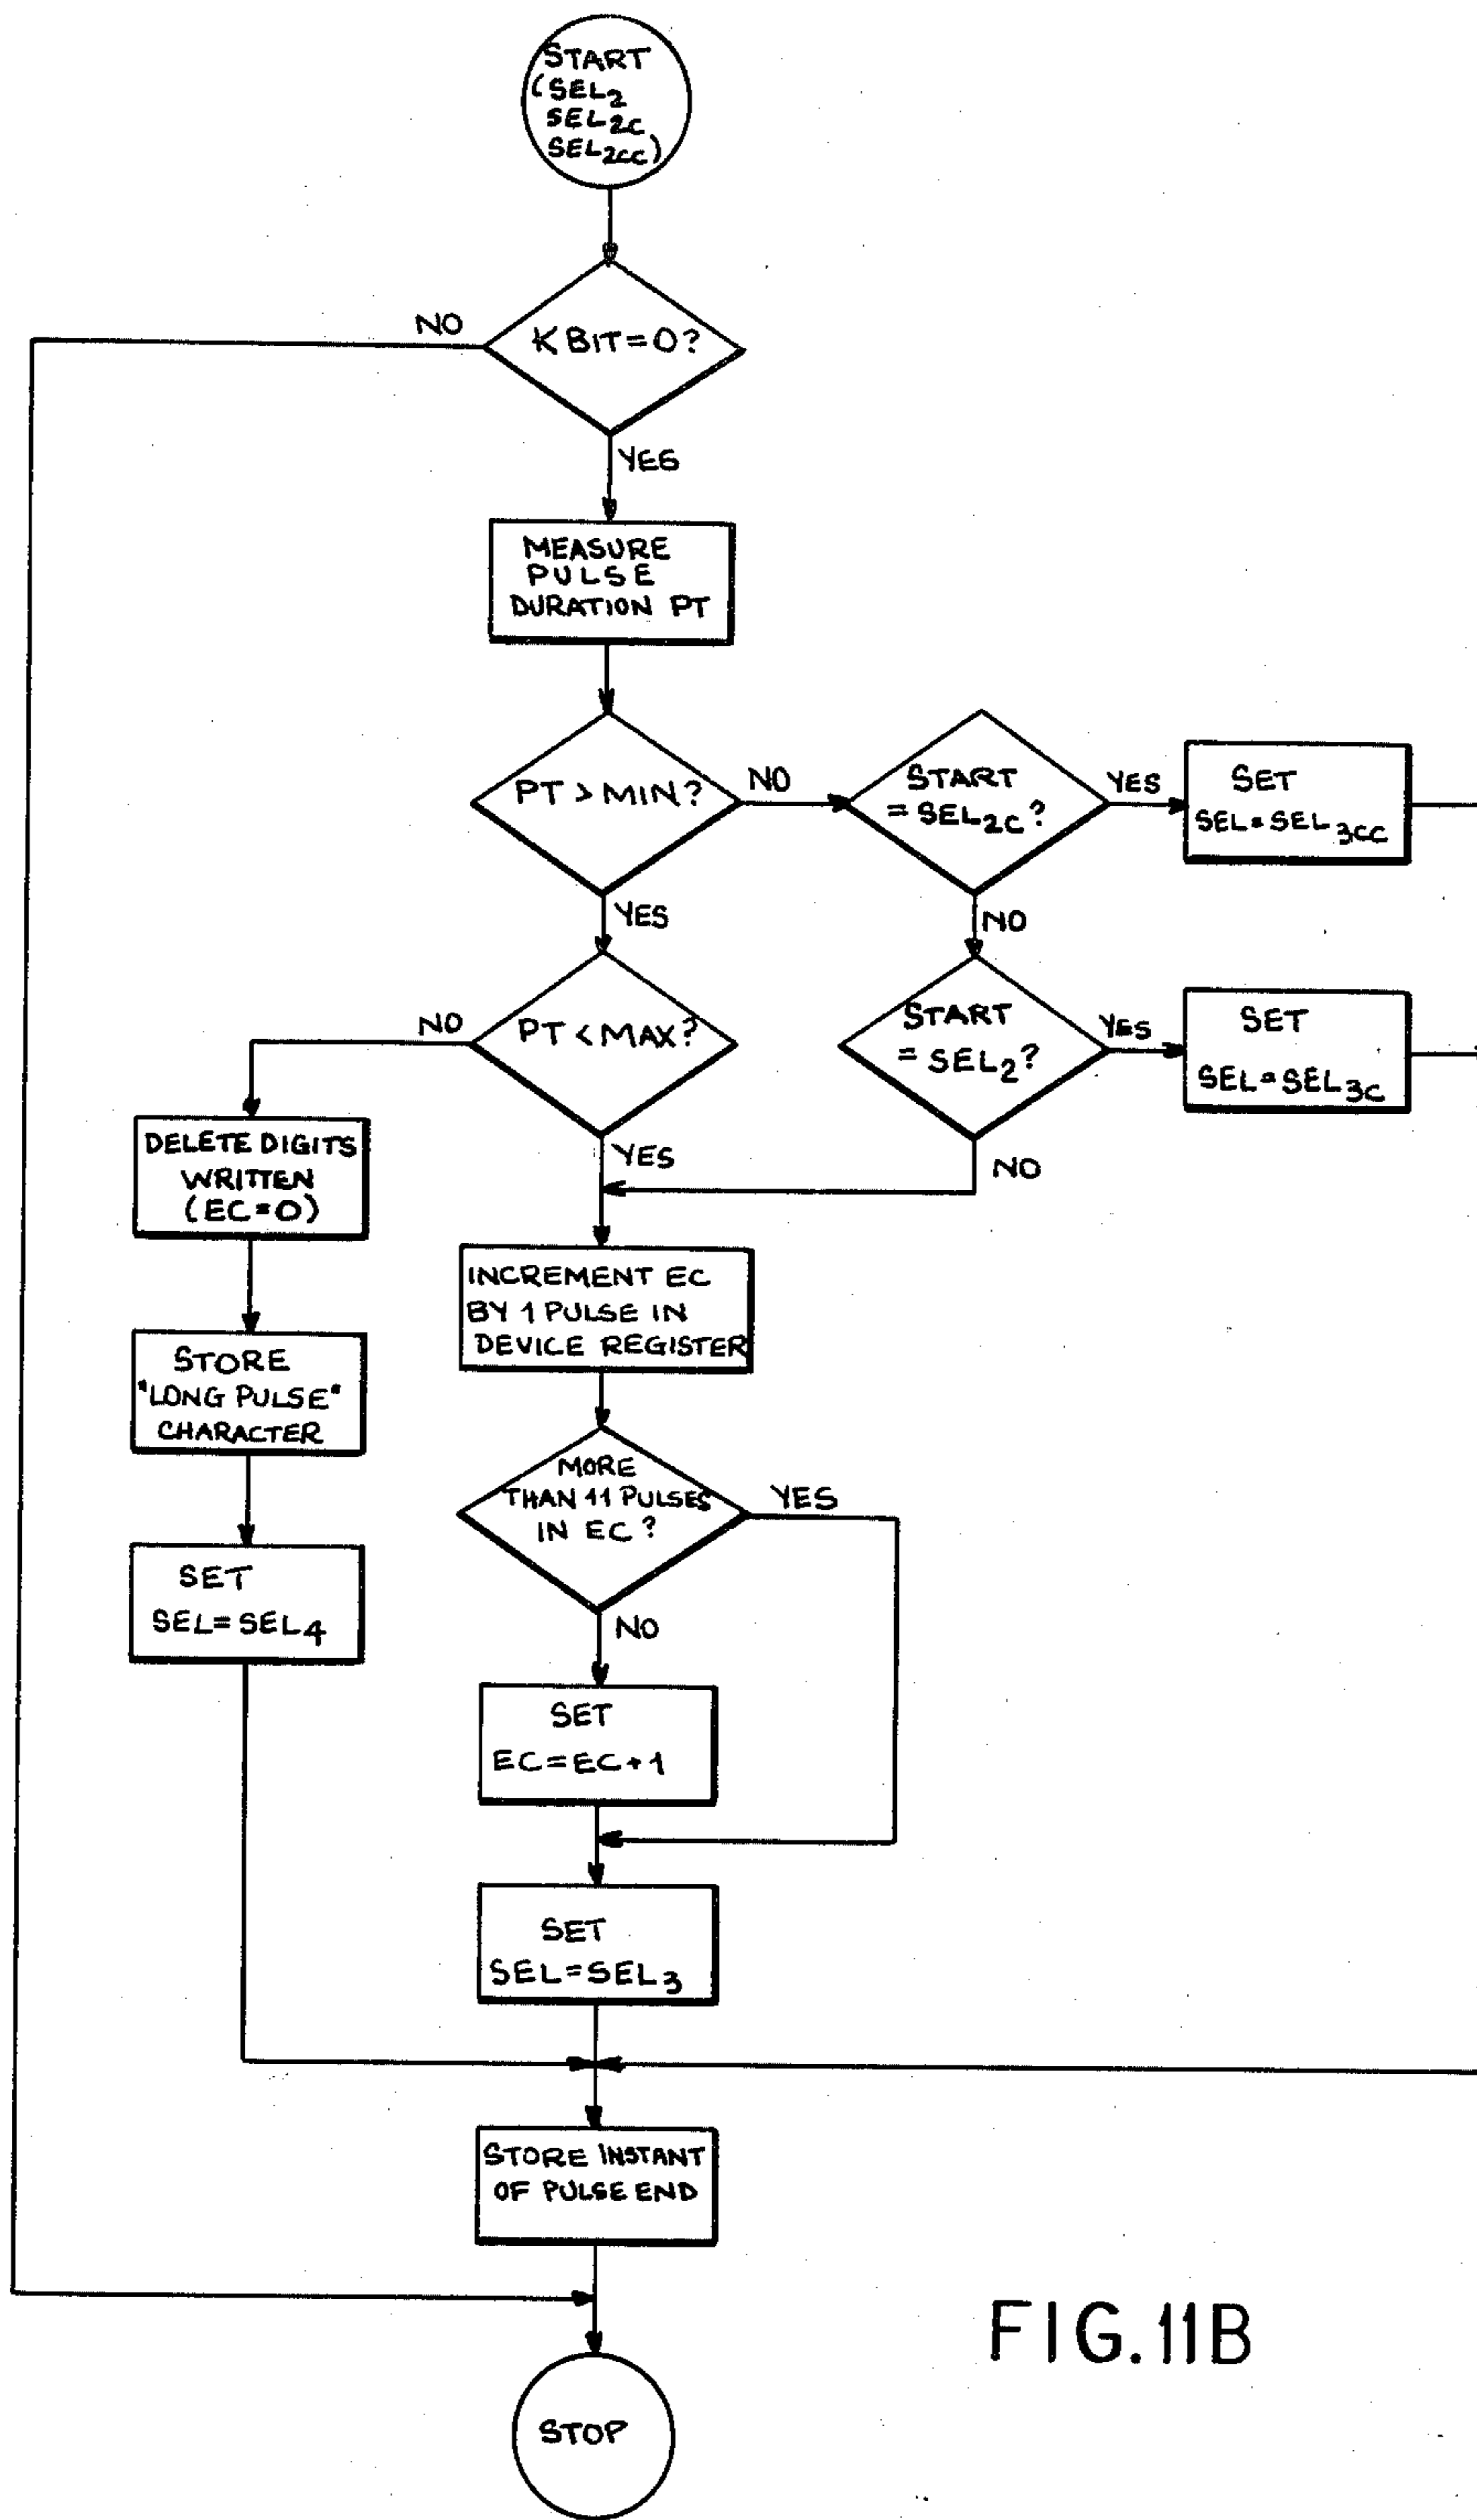 START
(SEL2
SEL2C
SEL2CC)
NO
K BIT=0?
YES
MEASURE
PULSE
DURATION PT
PT > MIN?
NO
START
= SEL2C?
YES
SET
SEL=SEL3CC
YES
NO
NO
PT < MAX?
START
= SEL2?
YES
SET
SEL=SEL3C
DELETE DIGITS
WRITTEN
(EC=0)
YES
NO
INCREMENT EC
BY 1 PULSE IN
DEVICE REGISTER
STORE
"LONG PULSE"
CHARACTER
MORE
THAN 11 PULSES
IN EC?
YES
SET
SEL=SEL4
NO
SET
EC=EC+1
SET
SEL=SEL3
STORE INSTANT
OF PULSE END
FIG.11B
STOP